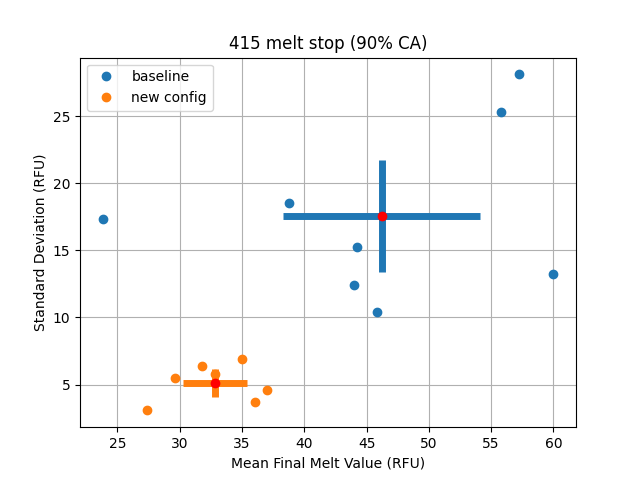 415 melt stop (90% CA)
baseline
new config
Standard Deviation (RFU)
25
20
15
10
5
25 30 35 40 45 50 55 60
Mean Final Melt Value (RFU)